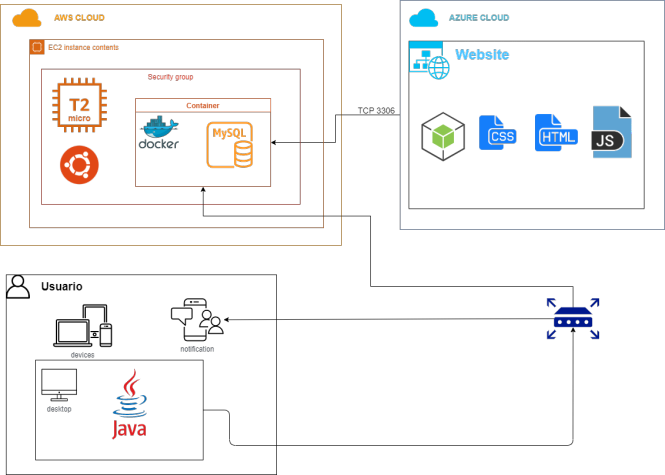 AWS CLOUD
EC2 instance contents
Security group
T2
micro
Container
docker
MySQL
TCP 3306
AZURE CLOUD
Website
CSS
HTML
JS
Usuario
devices
notification
desktop
Java